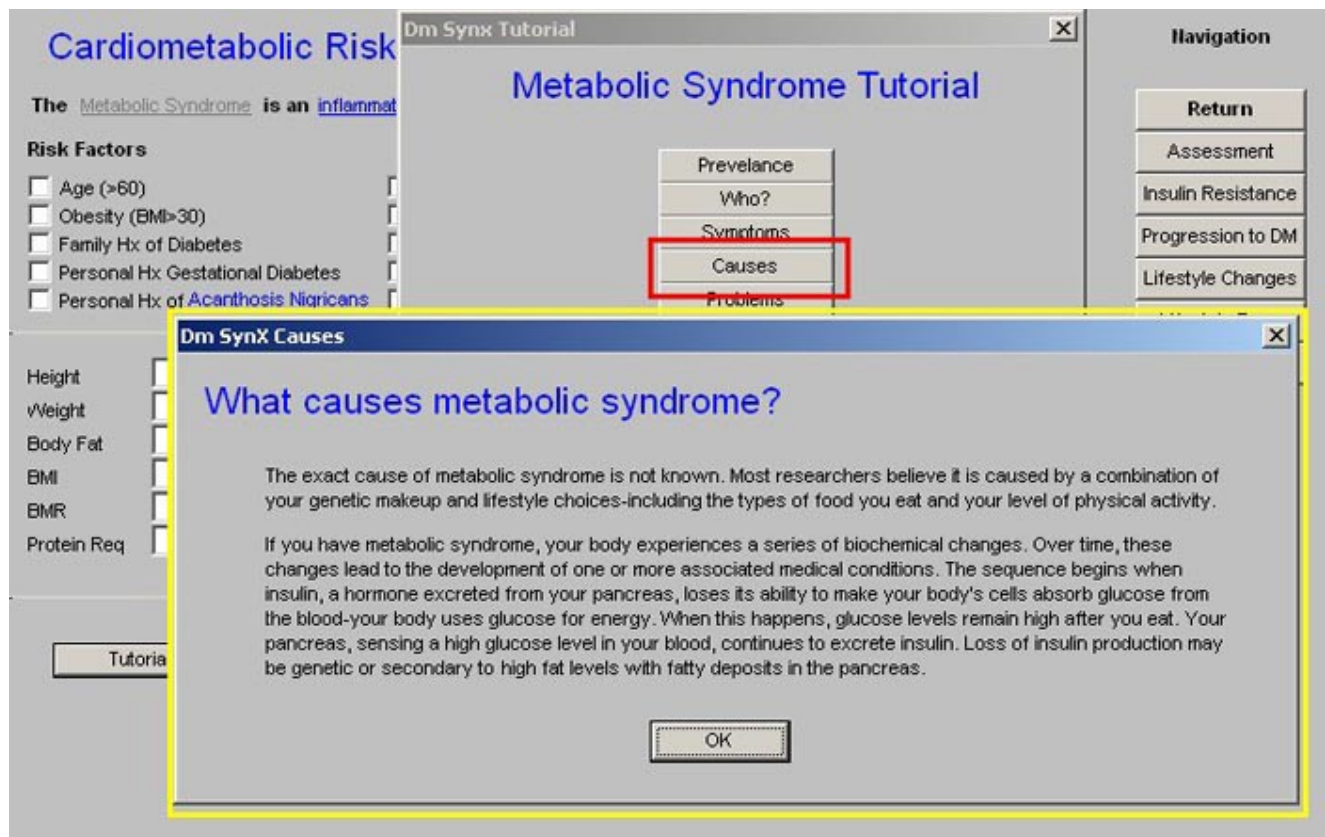 Cardiometabolic Risk
The Metabolic Syndrome is an
Risk Factors
Age (>60)
Obesity (BMI>30)
Family Hx of Diabetes
Personal Hx Gestational Diabetes
Personal Hx of Acanthosis Nigricans
Height
Weight
Body Fat
BMI
BMR
Protein Req
Dm Synx Tutorial
Metabolic Syndrome Tutorial
Prevelance
Who?
Symptoms
Causes
Problems
Navigation
Return
Assessment
Insulin Resistance
Progression to DM
Lifestyle Changes
Dm SynX Causes
What causes metabolic syndrome?
The exact cause of metabolic syndrome is not known. Most researchers believe it is caused by a combination of
your genetic makeup and lifestyle choices-including the types of food you eat and your level of physical activity.
If you have metabolic syndrome, your body experiences a series of biochemical changes. Over time, these
changes lead to the development of one or more associated medical conditions. The sequence begins when
insulin, a hormone excreted from your pancreas, loses its ability to make your body's cells absorb glucose from
the blood-your body uses glucose for energy. When this happens, glucose levels remain high after you eat. Your
pancreas, sensing a high glucose level in your blood, continues to excrete insulin. Loss of insulin production may
be genetic or secondary to high fat levels with fatty deposits in the pancreas.
OK